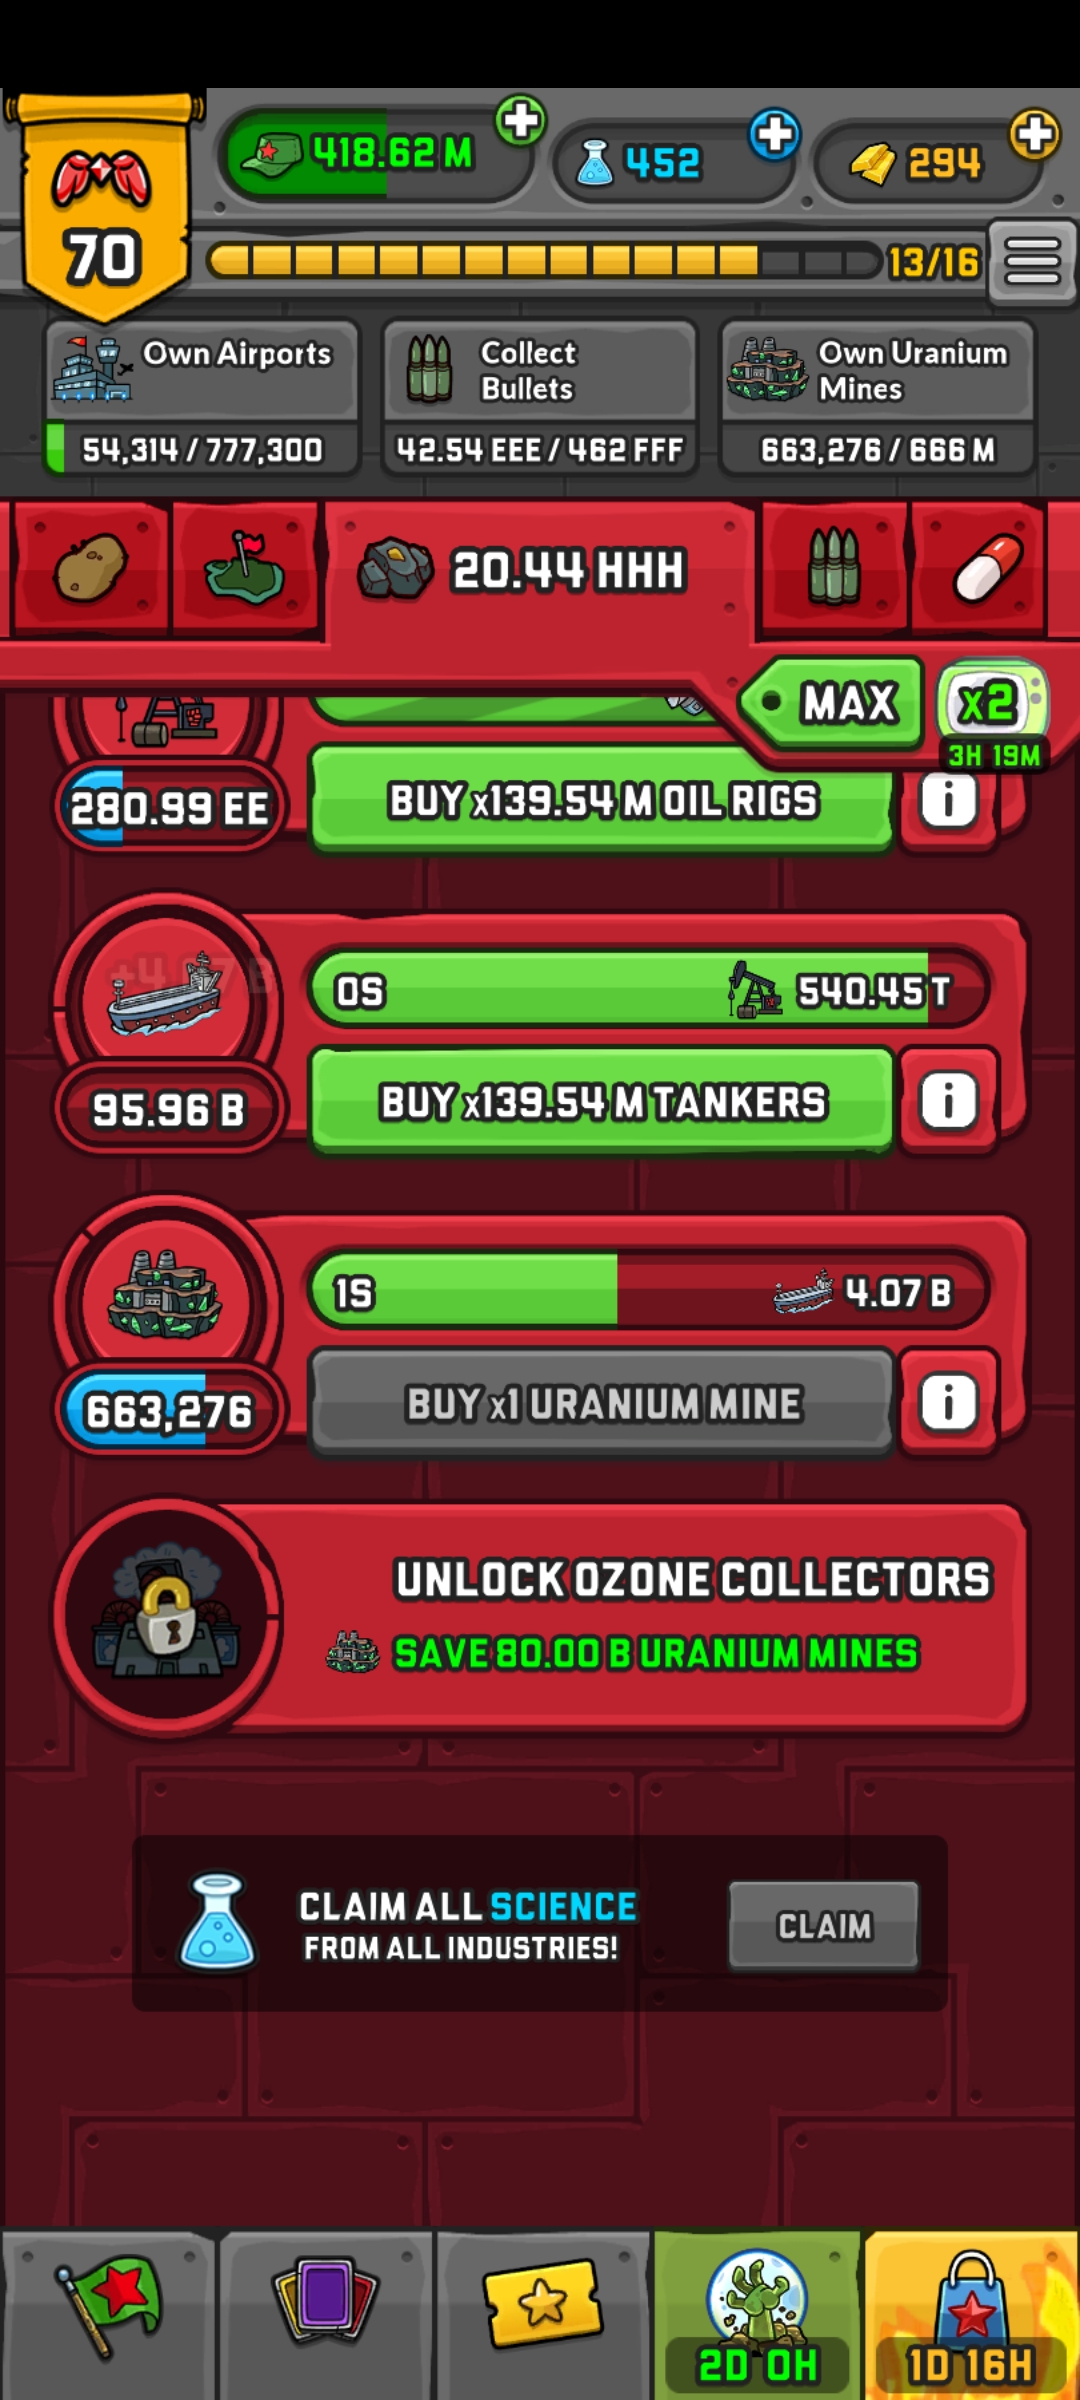 70
418.62 M
452
294
13/16
Own Airports
54,314 / 777,300
Collect
Bullets
42.54 EEE / 462 FFF
Own Uranium
Mines
663,276 / 666 M
20.44 HHH
MAX
x2
3H 19M
280.99 EE
BUY x139.54 M OIL RIGS
i
0S
540.45 T
95.96 B
BUY x139.54 M TANKERS
i
1S
4.07 B
663,276
BUY x1 URANIUM MINE
i
UNLOCK OZONE COLLECTORS
SAVE 80.00 B URANIUM MINES
CLAIM ALL SCIENCE
FROM ALL INDUSTRIES!
CLAIM
2D 0H
1D 16H